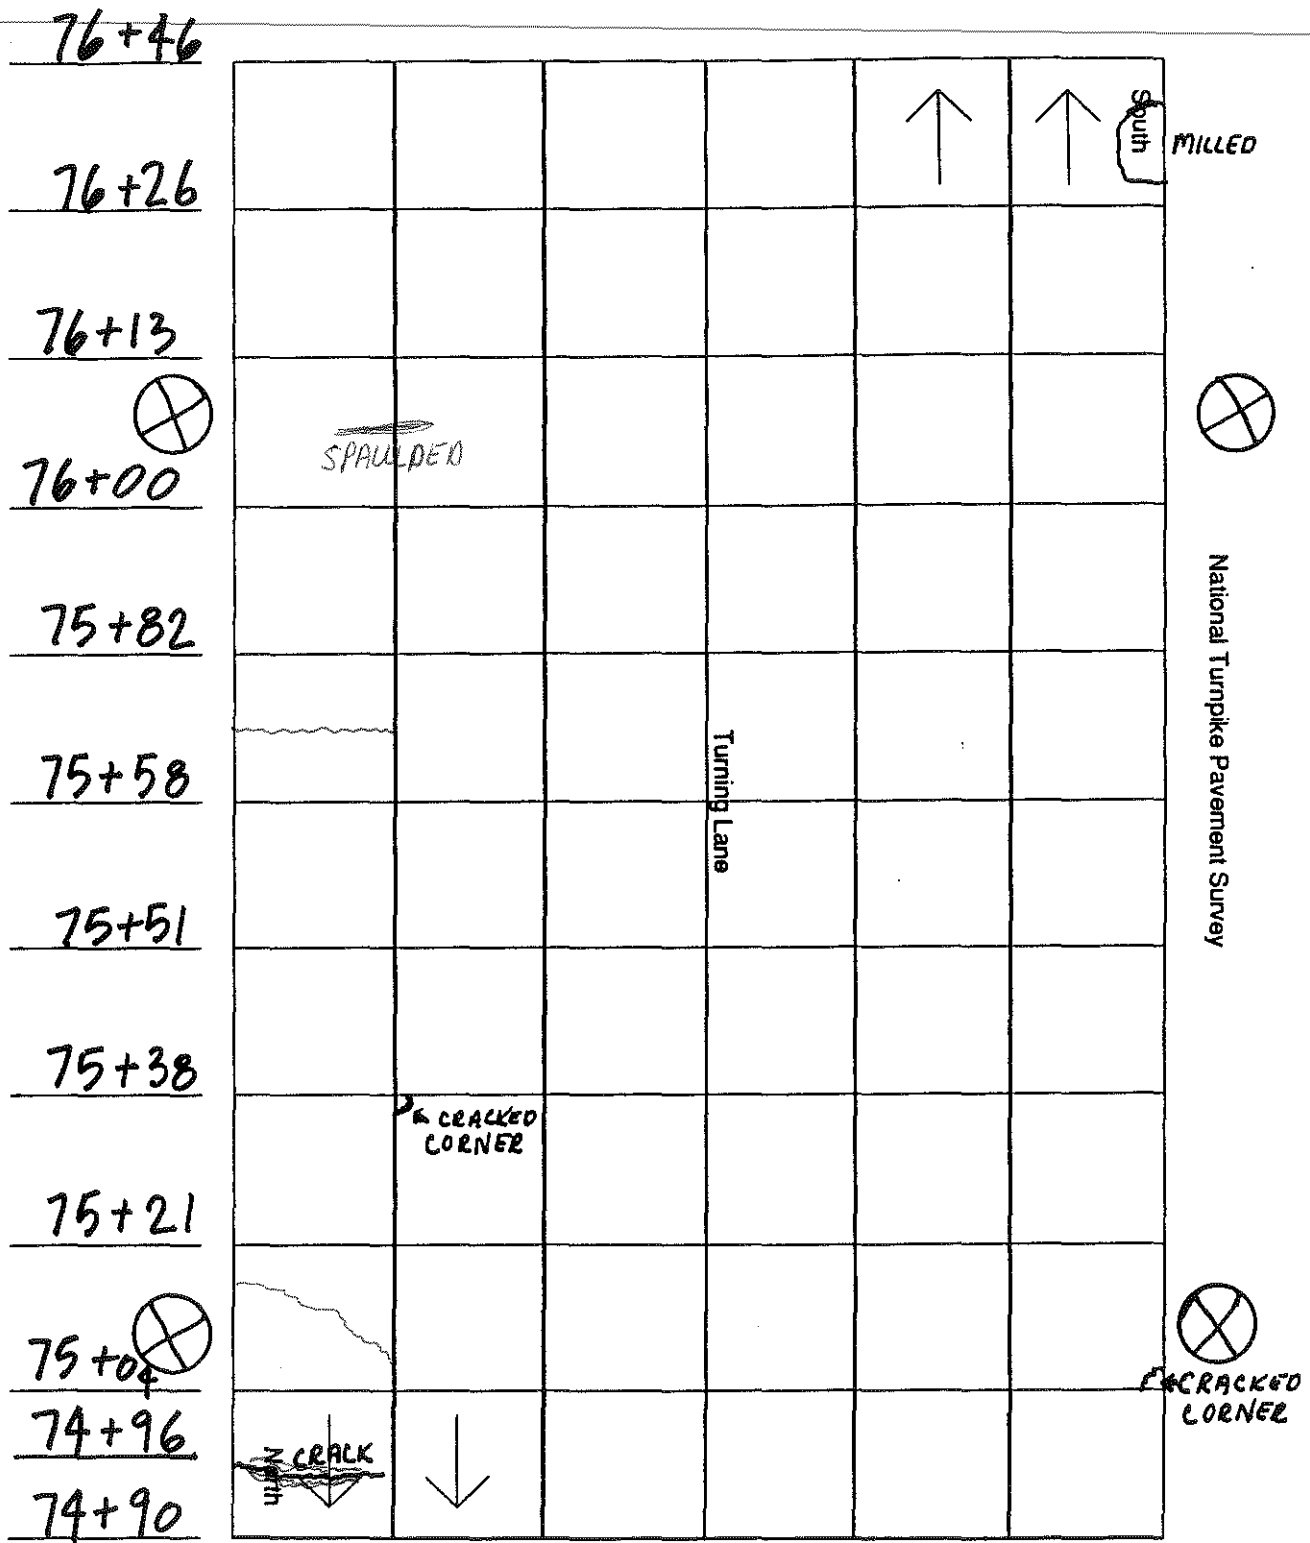 76+46
South
MILLED
76+26
76+13
SPAULDED
76+00
National Turnpike Pavement Survey
75+82
Turning Lane
75+58
75+51
75+38
CRACKED
CORNER
75+21
75+04
CRACKED
CORNER
74+96
North
CRACK
74+90